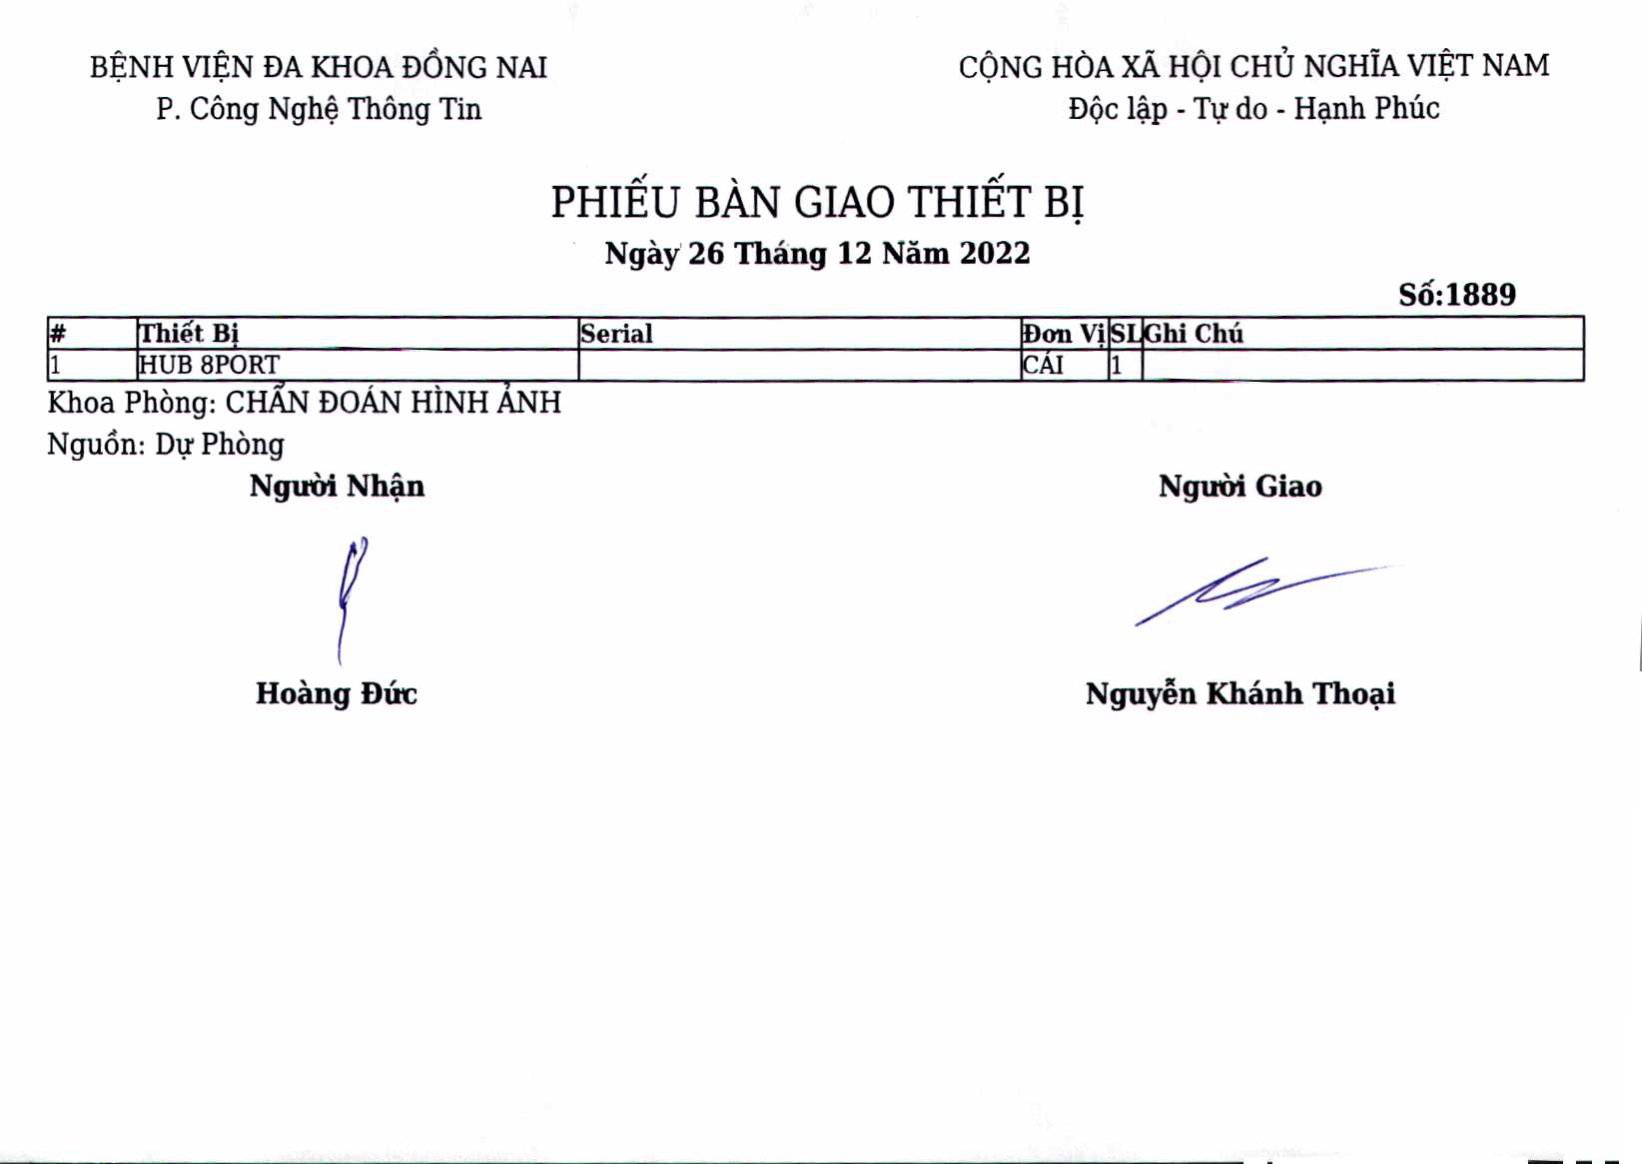 BỆNH VIỆN ĐA KHOA ĐỒNG NAI
P. Công Nghệ Thông Tin
CỘNG HÒA XÃ HỘI CHỦ NGHĨA VIỆT NAM
Độc lập - Tự do - Hạnh Phúc
PHIẾU BÀN GIAO THIẾT BỊ
Ngày 26 Tháng 12 Năm 2022
Số:1889
# Thiết Bị Serial Đơn Vị SL Ghi Chú
1 HUB 8PORT CÁI 1
Khoa Phòng: CHẨN ĐOÁN HÌNH ẢNH
Nguồn: Dự Phòng
Người Nhận Người Giao
Hoàng Đức Nguyễn Khánh Thoại